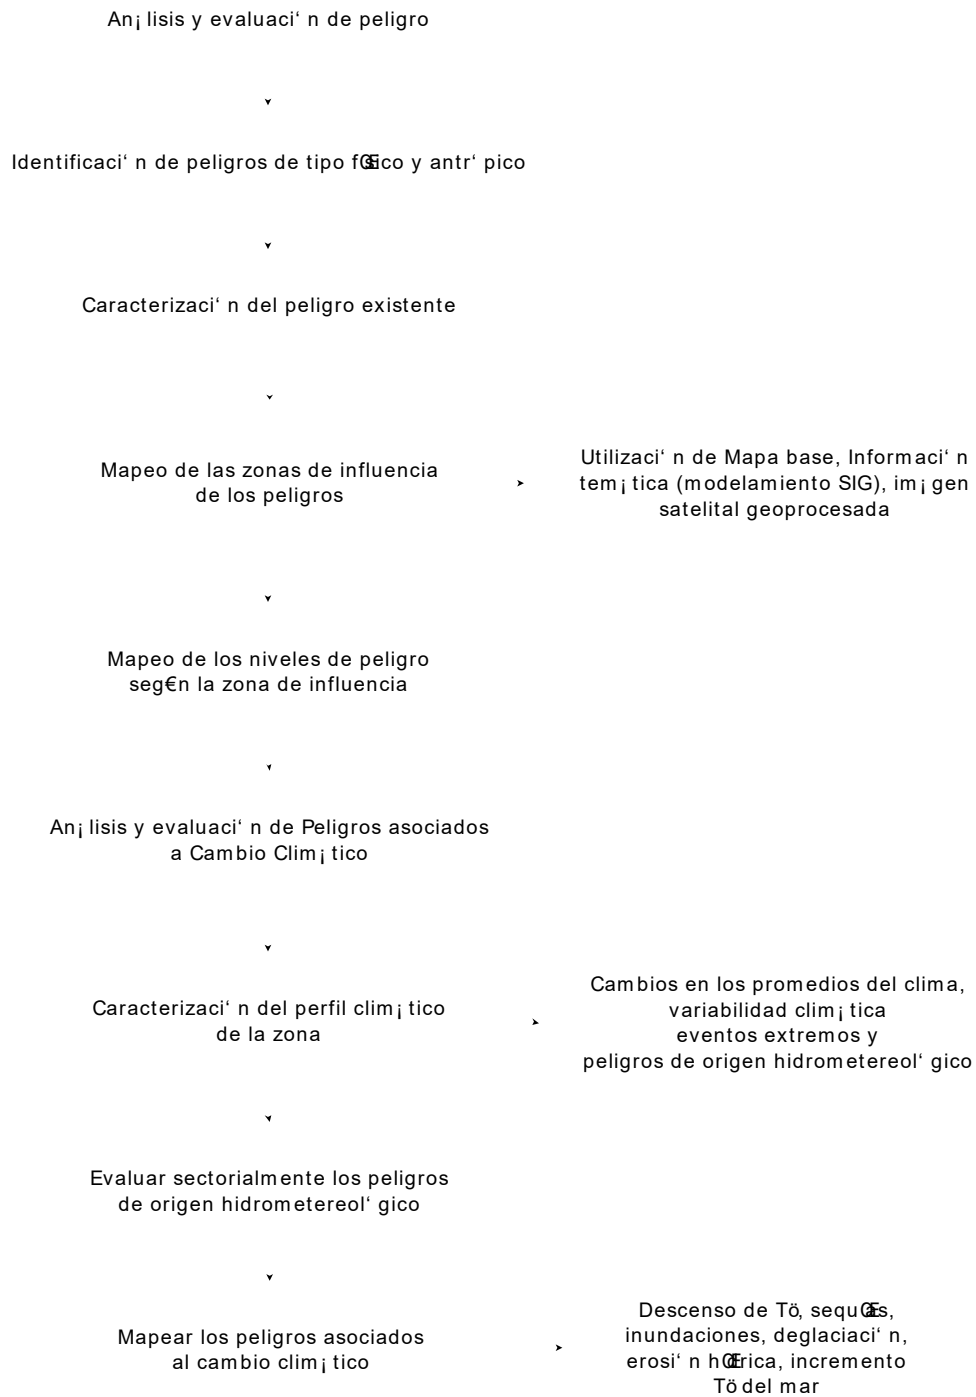 An¡lisis y evaluaci‘n de peligro
Identificaci‘n de peligros de tipo fŒsico y antr‘pico
Caracterizaci‘n del peligro existente
Mapeo de las zonas de influencia
de los peligros
Utilizaci‘n de Mapa base, Informaci‘n
tem¡tica (modelamiento SIG), im¡gen
satelital geoprocesada
Mapeo de los niveles de peligro
seg€n la zona de influencia
An¡lisis y evaluaci‘n de Peligros asociados
a Cambio Clim¡tico
Caracterizaci‘n del perfil clim¡tico
de la zona
Cambios en los promedios del clima,
variabilidad clim¡tica
eventos extremos y
peligros de origen hidrometereol‘gico
Evaluar sectorialmente los peligros
de origen hidrometereol‘gico
Mapear los peligros asociados
al cambio clim¡tico
Descenso de Tö, sequŒas,
inundaciones, deglaciaci‘n,
erosi‘n hŒdrica, incremento
Tö del mar